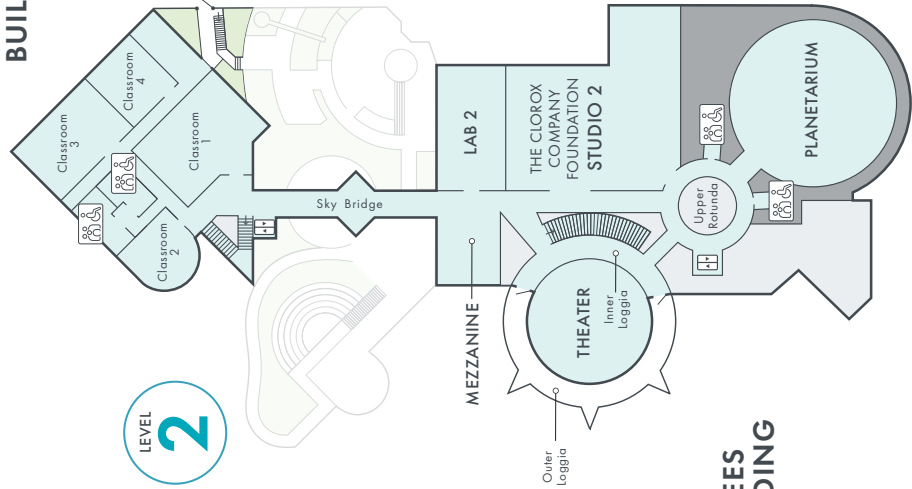 BUIL
Classroom
4
Classroom
3
Classroom
1
Classroom
2
Sky Bridge
LAB 2
THE CLOROX
COMPANY
FOUNDATION
STUDIO 2
PLANETARIUM
Upper
Rotunda
MEZZANINE
THEATER
Inner
Loggia
Outer
Loggia
LEVEL
2
EES
DING